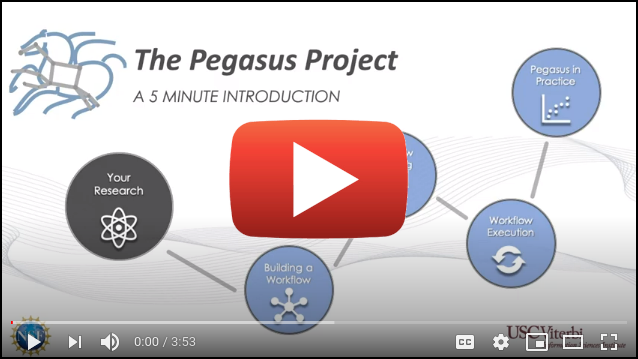 The Pegasus Project
A 5 MINUTE INTRODUCTION
Pegasus in
Practice
Your
Research
Workflow
Execution
Building a
Workflow
USC Viterbi
0:00 / 3:53
CC